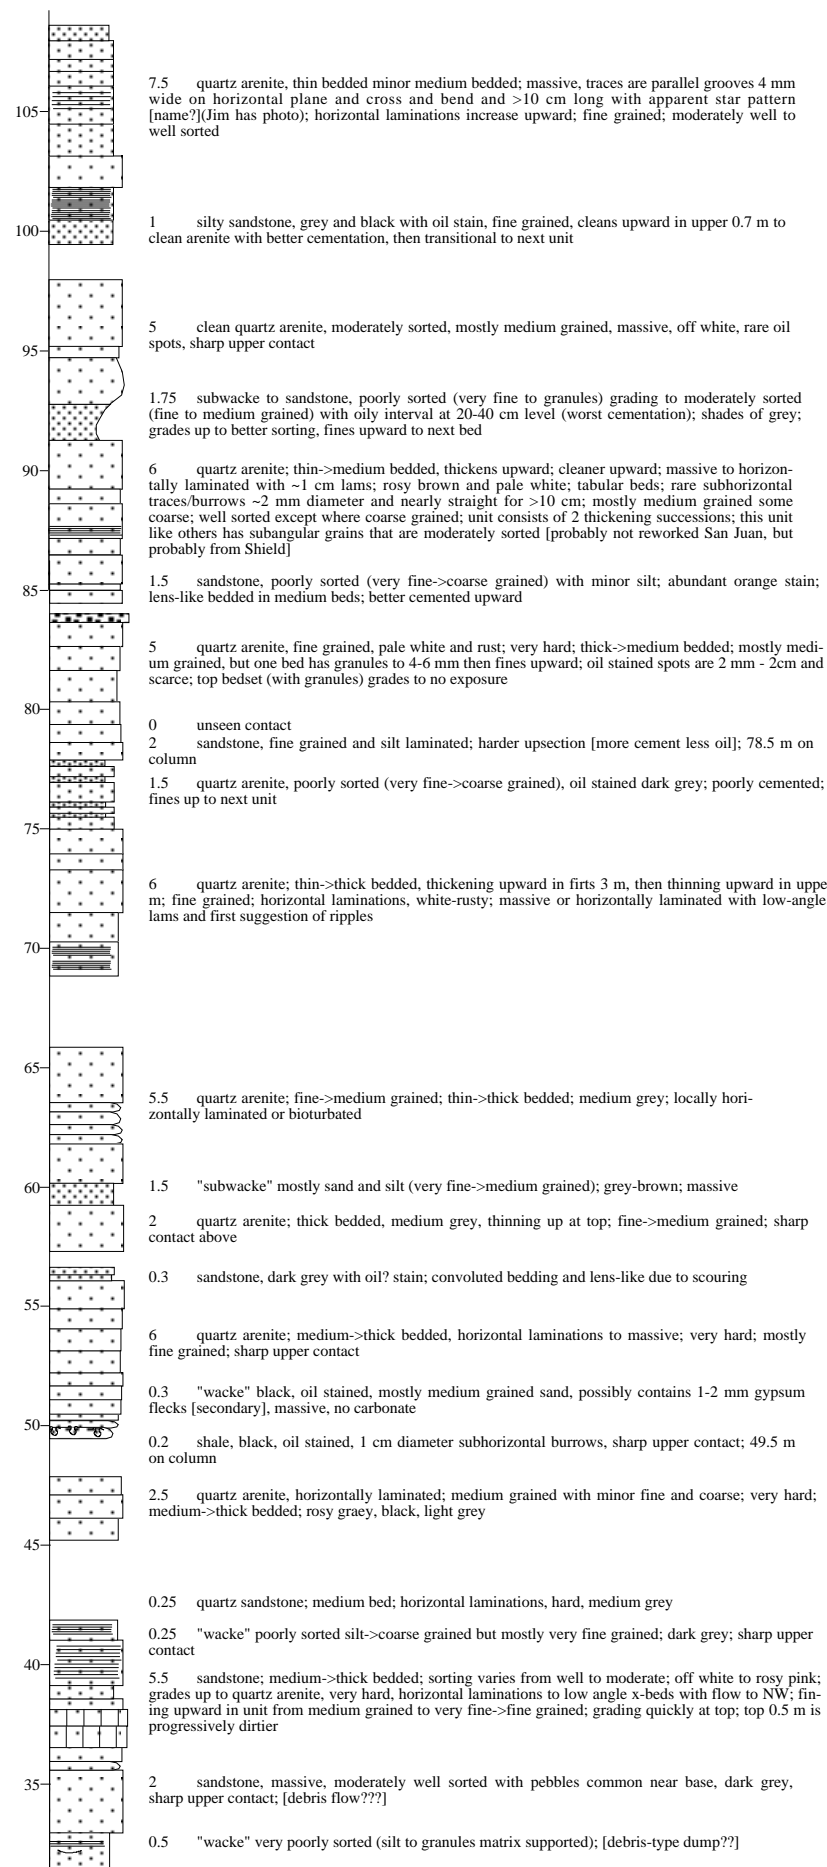 7.5 quartz arenite, thin bedded minor medium bedded; massive, traces are parallel grooves 4 mm
wide on horizontal plane and cross and bend and >10 cm long with apparent star pattern
105
[name?](Jim has photo); horizontal laminations increase upward; fine grained; moderately well to
well sorted
1 silty sandstone, grey and black with oil stain, fine grained, cleans upward in upper 0.7 m to
100
clean arenite with better cementation, then transitional to next unit
5 clean quartz arenite, moderately sorted, mostly medium grained, massive, off white, rare oil
spots, sharp upper contact
95
1.75 subwacke to sandstone, poorly sorted (very fine to granules) grading to moderately sorted
(fine to medium grained) with oily interval at 20-40 cm level (worst cementation); shades of grey;
grades up to better sorting, fines upward to next bed
90
6 quartz arenite; thin->medium bedded, thickens upward; cleaner upward; massive to horizon-
tally laminated with ~1 cm lams; rosy brown and pale white; tabular beds; rare subhorizontal
traces/burrows ~2 mm diameter and nearly straight for >10 cm; mostly medium grained some
coarse; well sorted except where coarse grained; unit consists of 2 thickening successions; this unit
like others has subangular grains that are moderately sorted [probably not reworked San Juan, but
probably from Shield]
85
1.5 sandstone, poorly sorted (very fine->coarse grained) with minor silt; abundant orange stain;
lens-like bedded in medium beds; better cemented upward
5 quartz arenite, fine grained, pale white and rust; very hard; thick->medium bedded; mostly medi-
um grained, but one bed has granules to 4-6 mm then fines upward; oil stained spots are 2 mm - 2cm and
scarce; top bedset (with granules) grades to no exposure
80
0 unseen contact
2 sandstone, fine grained and silt laminated; harder upsection [more cement less oil]; 78.5 m on
column
1.5 quartz arenite, poorly sorted (very fine->coarse grained), oil stained dark grey; poorly cemented;
fines up to next unit
75
6 quartz arenite; thin->thick bedded, thickening upward in firts 3 m, then thinning upward in uppe
m; fine grained; horizontal laminations, white-rusty; massive or horizontally laminated with low-angle
lams and first suggestion of ripples
70
65
5.5 quartz arenite; fine->medium grained; thin->thick bedded; medium grey; locally hori-
zontally laminated or bioturbated
60
1.5 "subwacke" mostly sand and silt (very fine->medium grained); grey-brown; massive
2 quartz arenite; thick bedded, medium grey, thinning up at top; fine->medium grained; sharp
contact above
0.3 sandstone, dark grey with oil? stain; convoluted bedding and lens-like due to scouring
55
6 quartz arenite; medium->thick bedded, horizontal laminations to massive; very hard; mostly
fine grained; sharp upper contact
0.3 "wacke" black, oil stained, mostly medium grained sand, possibly contains 1-2 mm gypsum
flecks [secondary], massive, no carbonate
50
0.2 shale, black, oil stained, 1 cm diameter subhorizontal burrows, sharp upper contact; 49.5 m
on column
2.5 quartz arenite, horizontally laminated; medium grained with minor fine and coarse; very hard;
medium->thick bedded; rosy graey, black, light grey
45
0.25 quartz sandstone; medium bed; horizontal laminations, hard, medium grey
0.25 "wacke" poorly sorted silt->coarse grained but mostly very fine grained; dark grey; sharp upper
contact
40
5.5 sandstone; medium->thick bedded; sorting varies from well to moderate; off white to rosy pink;
grades up to quartz arenite, very hard, horizontal laminations to low angle x-beds with flow to NW; fin-
ing upward in unit from medium grained to very fine->fine grained; grading quickly at top; top 0.5 m is
progressively dirtier
35
2 sandstone, massive, moderately well sorted with pebbles common near base, dark grey,
sharp upper contact; [debris flow???]
0.5 "wacke" very poorly sorted (silt to granules matrix supported); [debris-type dump??]